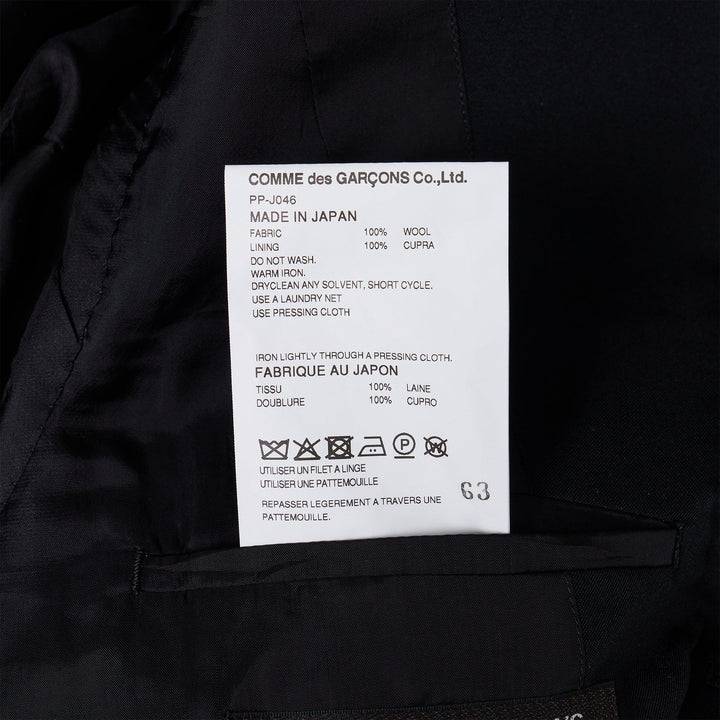 COMME des GARÇONS Co.,Ltd.
PP-J046
MADE IN JAPAN
FABRIC 100% WOOL
LINING 100% CUPRA
DO NOT WASH.
WARM IRON.
DRYCLEAN ANY SOLVENT, SHORT CYCLE.
USE A LAUNDRY NET
USE PRESSING CLOTH
IRON LIGHTLY THROUGH A PRESSING CLOTH.
FABRIQUE AU JAPON
TISSU 100% LAINE
DOUBLURE 100% CUPRO
P W
UTILISER UN FILET A LINGE
UTILISER UNE PATTEMOUILLE
63
REPASSER LEGEREMENT A TRAVERS UNE
PATTEMOUILLE.